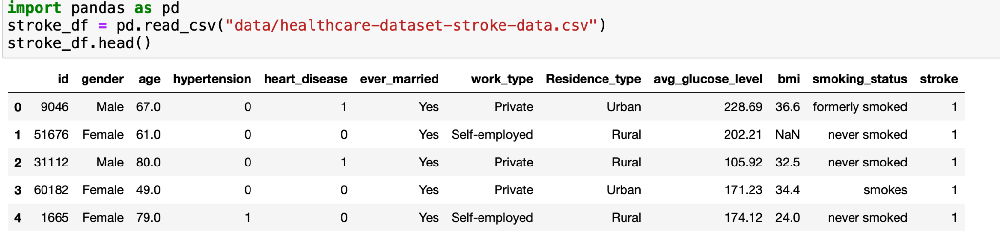 import pandas as pd
stroke_df = pd.read_csv("data/healthcare-dataset-stroke-data.csv")
stroke_df.head()
id gender age hypertension heart_disease ever_married work_type Residence_type avg_glucose_level bmi smoking_status stroke
0 9046 Male 67.0 0 1 Yes Private Urban 228.69 36.6 formerly smoked 1
1 51676 Female 61.0 0 0 Yes Self-employed Rural 202.21 NaN never smoked 1
2 31112 Male 80.0 0 1 Yes Private Rural 105.92 32.5 never smoked 1
3 60182 Female 49.0 0 0 Yes Private Urban 171.23 34.4 smokes 1
4 1665 Female 79.0 1 0 Yes Self-employed Rural 174.12 24.0 never smoked 1